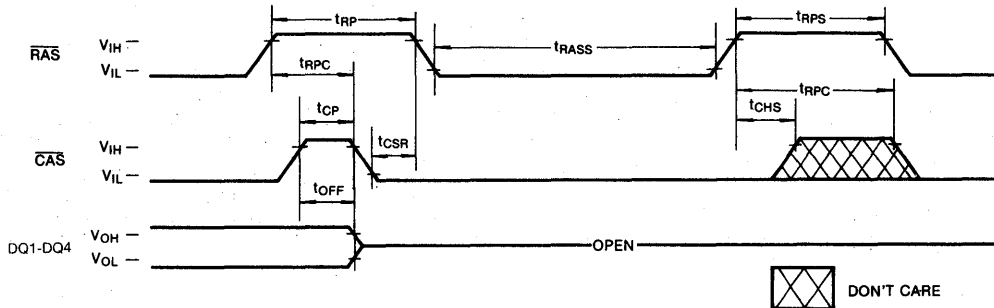 tRP
tRPS
RAS
VIH
VIL
tRASS
tRPC
tRPC
tCP
tCHS
tCSR
CAS
VIH
VIL
tOFF
DQ1-DQ4
VOH
VOL
OPEN
DON'T CARE